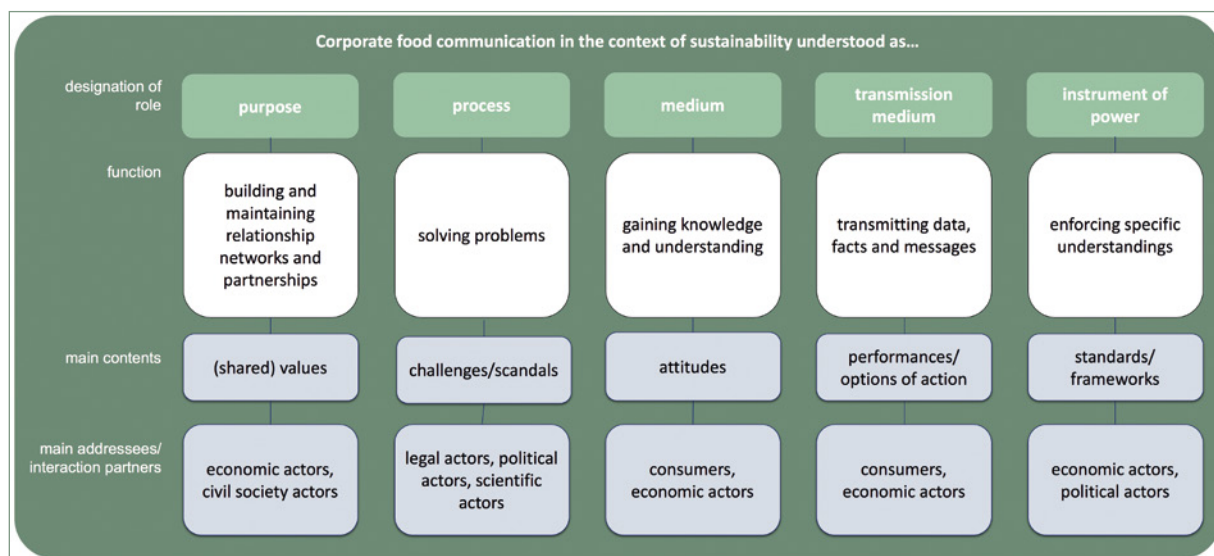 Corporate food communication in the context of sustainability understood as...
designation of
role
purpose
process
medium
transmission
medium
instrument of
power
function
building and
maintaining
relationship
networks and
partnerships
solving problems
gaining knowledge
and understanding
transmitting data,
facts and messages
enforcing specific
understandings
main contents
(shared) values
challenges/scandals
attitudes
performances/
options of action
standards/
frameworks
main addressees/
interaction partners
economic actors,
civil society actors
legal actors, political
actors, scientific
actors
consumers,
economic actors
consumers,
economic actors
economic actors,
political actors